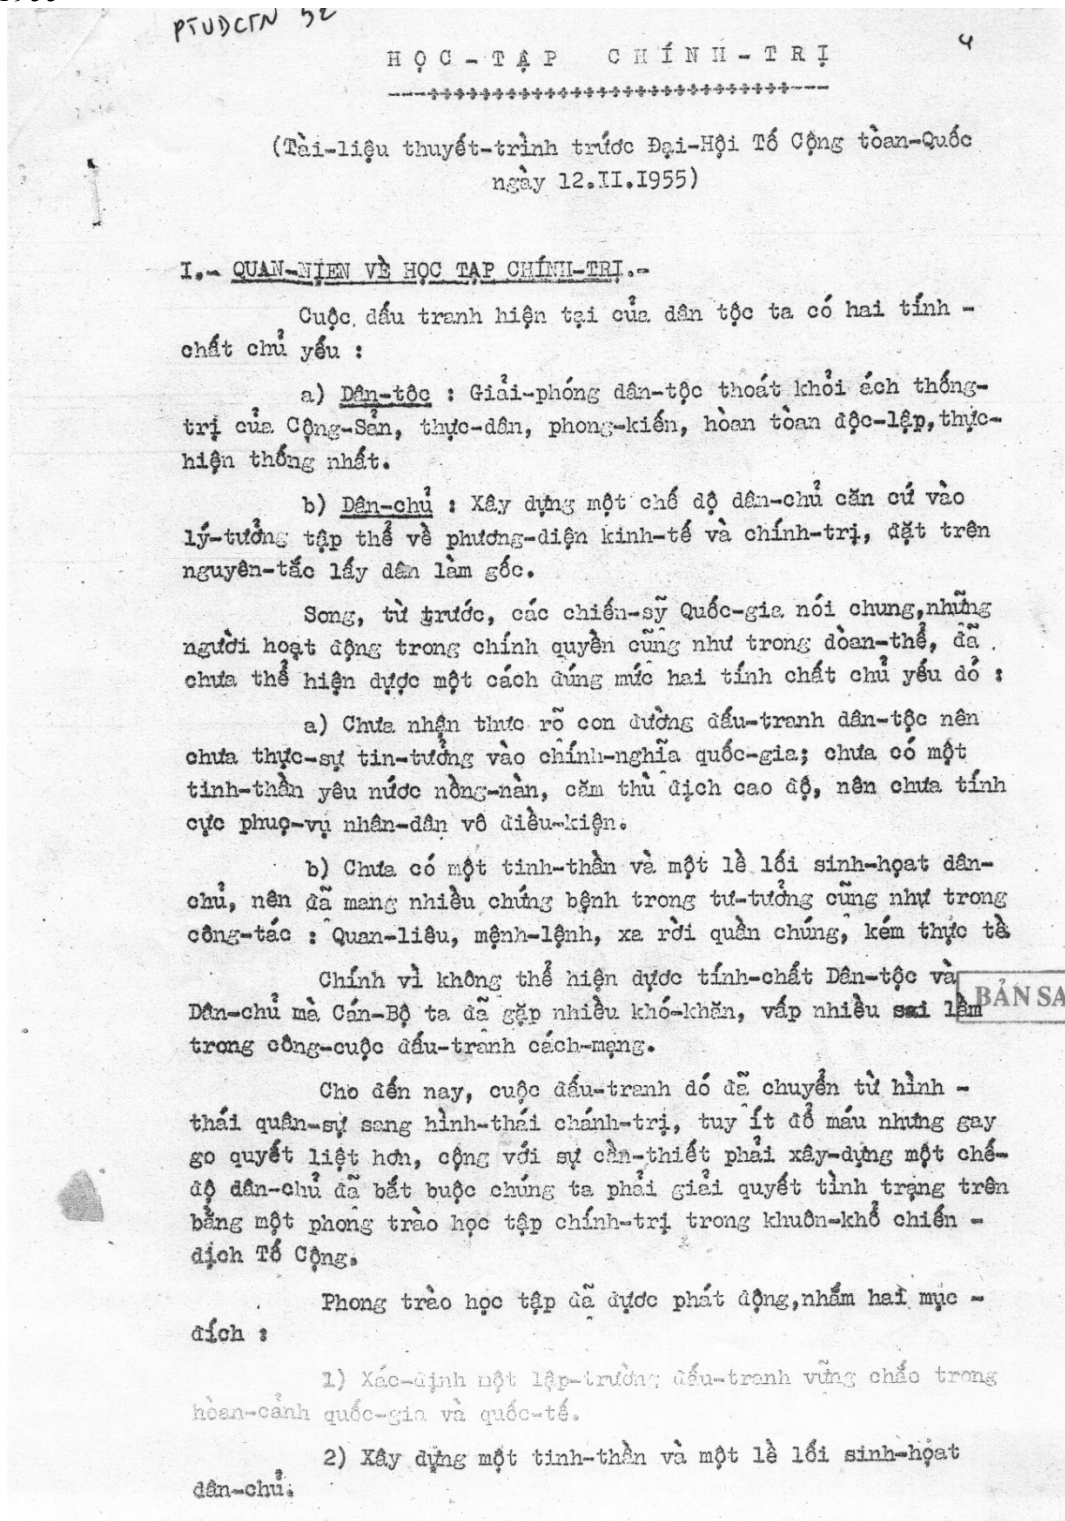 PTUDCTN 52
4
HỌC-TẬP CHÍNH-TRỊ
---++++++++++++++++++++++++++++---
(Tài-liệu thuyết-trình trước Đại-Hội Tố Cộng tòan-Quốc
ngày 12.II.1955)
I.- QUAN-NIỆN VỀ HỌC TẠP CHÍNH-TRỊ.-
Cuộc đấu tranh hiện tại của dân tộc ta có hai tính -
chất chủ yếu :
a) Dân-tộc : Giải-phóng dân-tộc thoát khỏi ách thống-
trị của Cộng-Sản, thực-dân, phong-kiến, hòan tòan độc-lập,thực-
hiện thống nhất.
b) Dân-chủ : Xây dựng một chế độ dân-chủ căn cứ vào
lý-tưởng tập thể về phương-diện kinh-tế và chính-trị, đặt trên
nguyên-tắc lấy dân làm gốc.
Song, từ trước, các chiến-sỹ Quốc-gia nói chung,những
người hoạt động trong chính quyền cũng như trong đòan-thể, đã
chưa thể hiện được một cách đúng mức hai tính chất chủ yếu đó :
a) Chưa nhận thưc rõ con đường đấu-tranh dân-tộc nên
chưa thực-sự tin-tưởng vào chính-nghĩa quốc-gia; chưa có một
tinh-thần yêu nước nồng-nàn, căm thù địch cao độ, nên chưa tính
cực phục-vụ nhân-dân vô điều-kiện.
b) Chưa có một tinh-thần và một lề lối sinh-họat dân-
chủ, nên đã mang nhiều chứng bệnh trong tư-tưởng cũng như trong
công-tác : Quan-liêu, mệnh-lệnh, xa rời quần chúng, kém thực tế
Chính vì không thể hiện được tính-chất Dân-tộc và
Dân-chủ mà Cán-Bộ ta đã gặp nhiều khó-khăn, vấp nhiều sai lầm
BẢN SA
trong công-cuộc đấu-tranh cách-mạng.
Cho đến nay, cuộc đấu-tranh đó đã chuyển từ hình -
thái quân-sự sang hình-thái chánh-trị, tuy ít đổ máu nhưng gay
go quyết liệt hơn, cộng với sự cần-thiết phải xây-dựng một chế-
độ dân-chủ đã bắt buộc chúng ta phải giải quyết tình trạng trên
bằng một phong trào học tập chính-trị trong khuôn-khổ chiến -
dịch Tố Cộng.
Phong trào học tập đã được phát động,nhắm hai mục -
đích :
1) Xác-định một lập-trường đấu-tranh vững chắc trong
hòan-cảnh quốc-gia và quốc-tế.
2) Xây dựng một tinh-thần và một lề lối sinh-họat
dân-chủ.